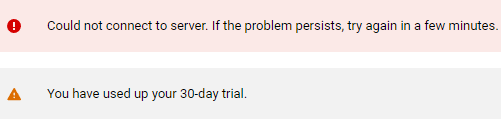 Could not connect to server. If the problem persists, try again in a few minutes.
You have used up your 30-day trial.